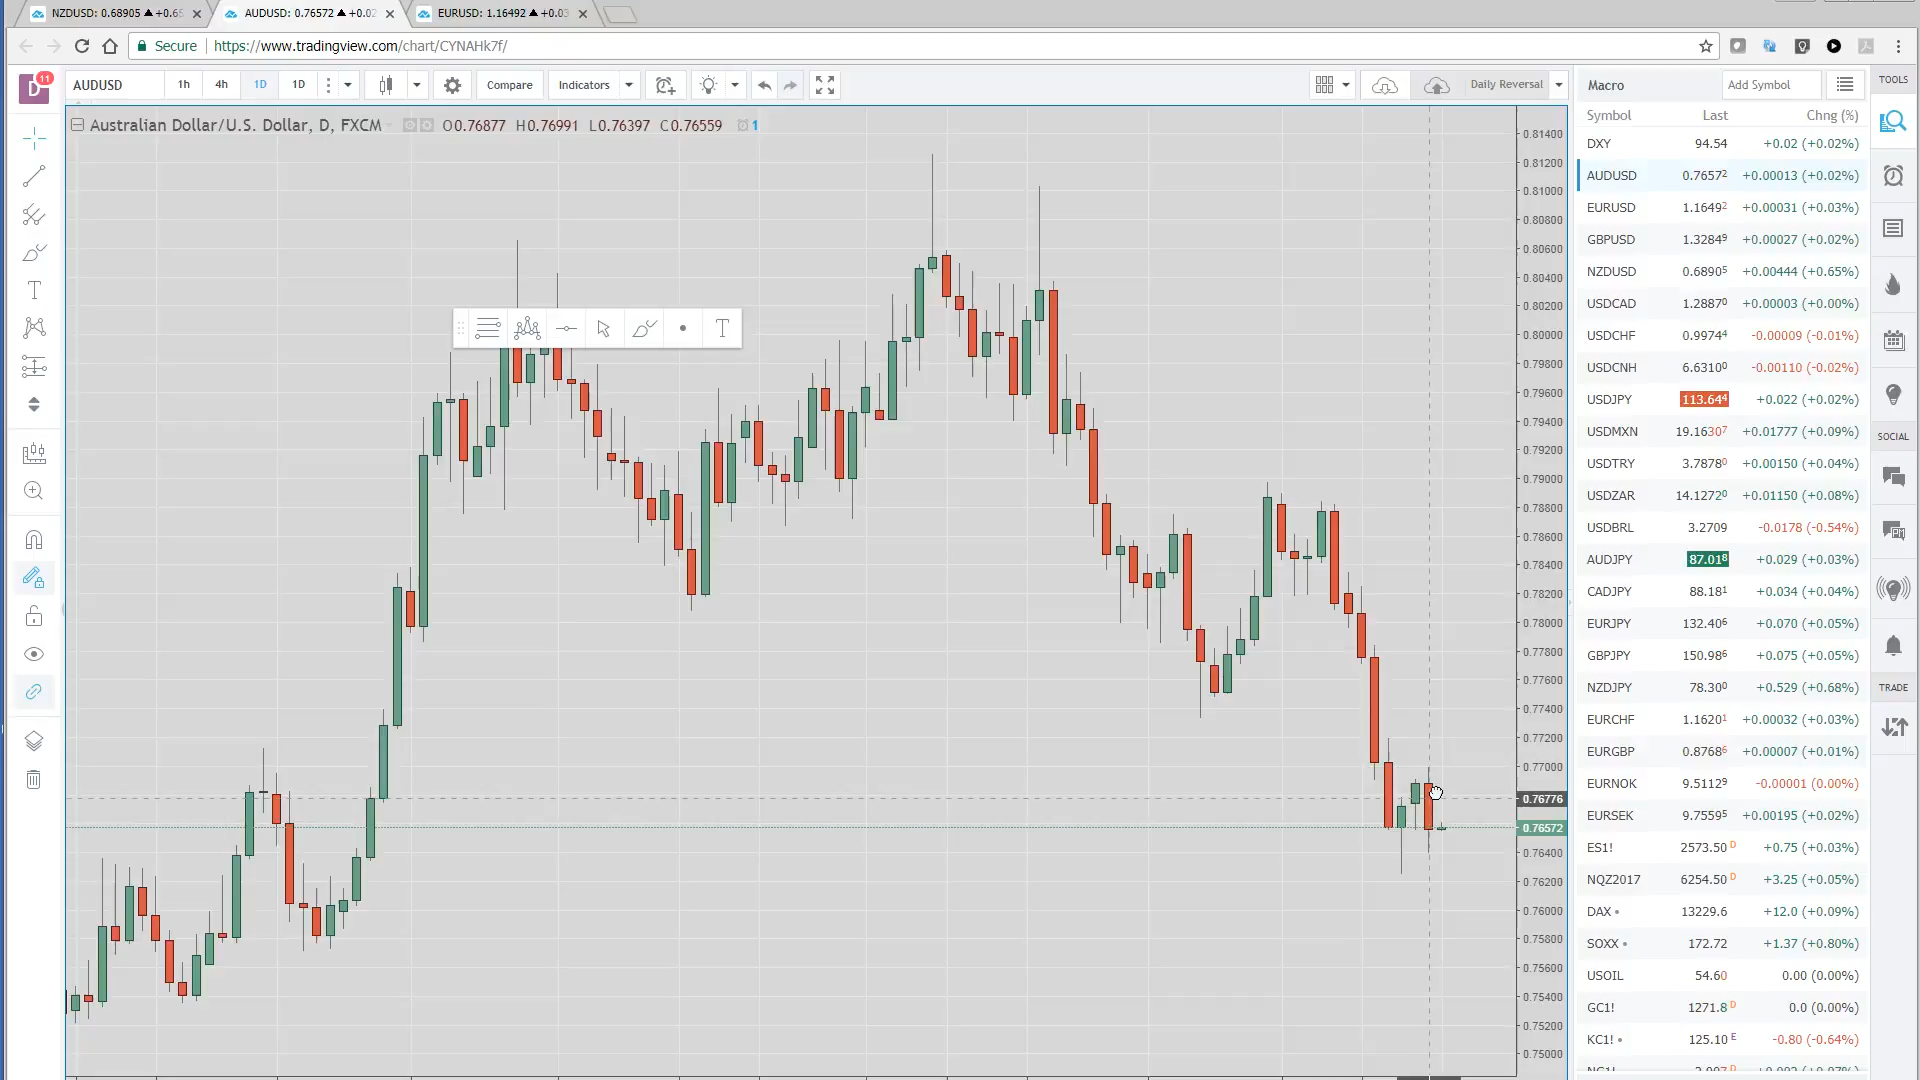 NZDUSD: 0.68905 ▲ +0.65
AUDUSD: 0.76572 ▲ +0.02
EURUSD: 1.16492 ▲ +0.03
Secure https://www.tradingview.com/chart/CYNAHk7f/
D 11
AUDUSD 1h 4h 1D 1D Compare Indicators Daily Reversal
Australian Dollar/U.S. Dollar, D, FXCM O0.76877 H0.76991 L0.76397 C0.76559 1
0.81400
0.81200
0.81000
0.80800
0.80600
0.80400
0.80200
0.80000
0.79800
0.79600
0.79400
0.79200
0.79000
0.78800
0.78600
0.78400
0.78200
0.78000
0.77800
0.77600
0.77400
0.77200
0.77000
0.76776
0.76572
0.76400
0.76200
0.76000
0.75800
0.75600
0.75400
0.75200
0.75000
Macro Add Symbol
Symbol Last Chng (%)
DXY 94.54 +0.02 (+0.02%)
AUDUSD 0.76572 +0.00013 (+0.02%)
EURUSD 1.16492 +0.00031 (+0.03%)
GBPUSD 1.32849 +0.00027 (+0.02%)
NZDUSD 0.68905 +0.00444 (+0.65%)
USDCAD 1.28870 +0.00003 (+0.00%)
USDCHF 0.99744 -0.00009 (-0.01%)
USDCNH 6.63100 -0.00110 (-0.02%)
USDJPY 113.644 +0.022 (+0.02%)
USDMXN 19.16307 +0.01777 (+0.09%)
USDTRY 3.78780 +0.00150 (+0.04%)
USDZAR 14.12720 +0.01150 (+0.08%)
USDBRL 3.2709 -0.0178 (-0.54%)
AUDJPY 87.018 +0.029 (+0.03%)
CADJPY 88.181 +0.034 (+0.04%)
EURJPY 132.406 +0.070 (+0.05%)
GBPJPY 150.986 +0.075 (+0.05%)
NZDJPY 78.300 +0.529 (+0.68%)
EURCHF 1.16201 +0.00032 (+0.03%)
EURGBP 0.87686 +0.00007 (+0.01%)
EURNOK 9.51129 -0.00001 (0.00%)
EURSEK 9.75595 +0.00195 (+0.02%)
ES1! 2573.50 D +0.75 (+0.03%)
NQZ2017 6254.50 D +3.25 (+0.05%)
DAX • 13229.6 +12.0 (+0.09%)
SOXX • 172.72 +1.37 (+0.80%)
USOIL 54.60 0.00 (0.00%)
GC1! 1271.8 D 0.0 (0.00%)
KC1! • 125.10 E -0.80 (-0.64%)
TOOLS
SOCIAL
TRADE